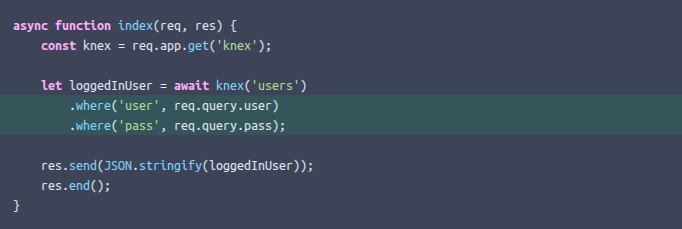 async function index(req, res) {
    const knex = req.app.get('knex');
    let loggedInUser = await knex('users')
        .where('user', req.query.user)
        .where('pass', req.query.pass);
    res.send(JSON.stringify(loggedInUser));
    res.end();
}